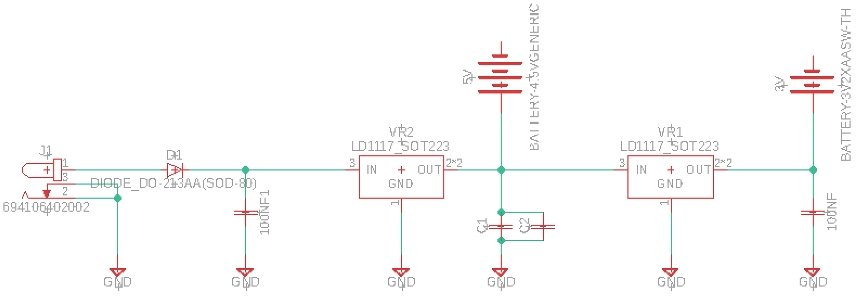 5V
BATTERY-4.5VGENERIC
3V
BATTERY-3V2XAASW-TH
J1
1
3
2
694106402002
D1
DIODE_DO-213AA(SOD-80)
100NF1
VR2
LD1117_SOT223
3
IN
OUT
2*2
GND
1
C1
C2
VR1
LD1117_SOT223
3
IN
OUT
2*2
GND
1
100NF
GND
GND
GND
GND
GND
GND